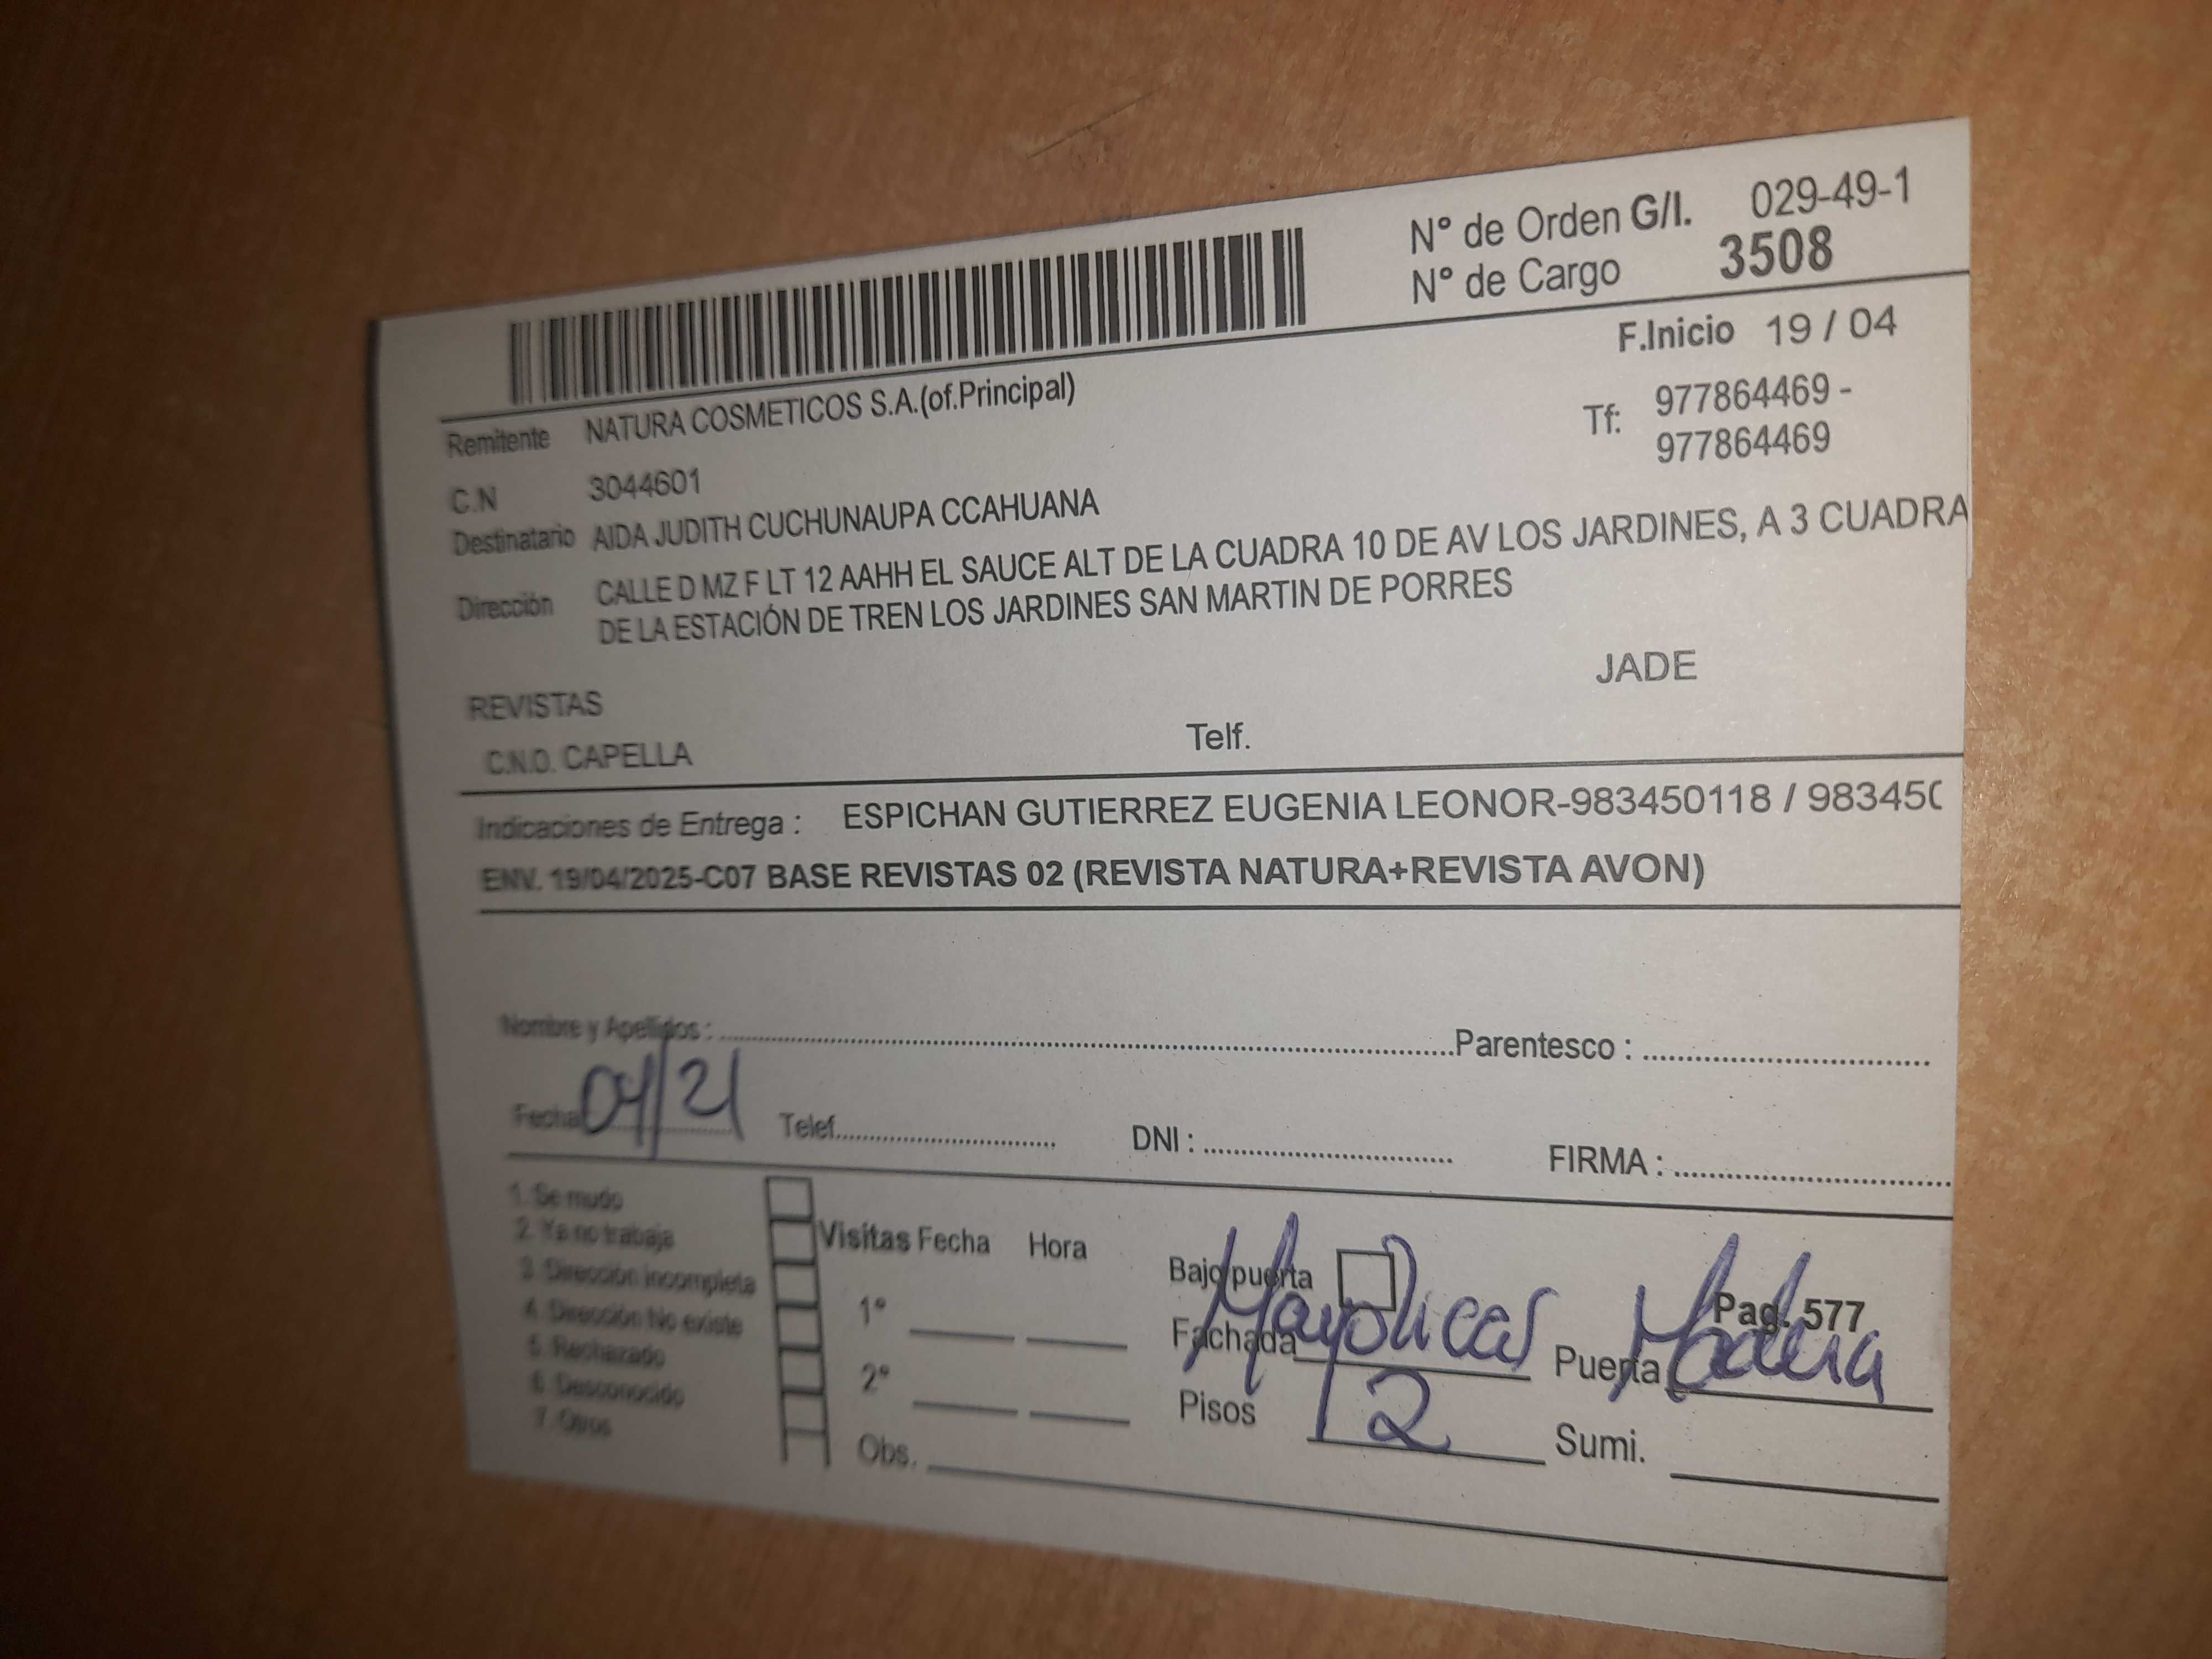 N° de Orden G/I. 029-49-1
N° de Cargo 3508
F.Inicio 19 / 04
Remitente NATURA COSMETICOS S.A.(of.Principal)
Tf: 977864469 -
977864469
C.N 3044601
Destinatario AIDA JUDITH CUCHUNAUPA CCAHUANA
Dirección CALLE D MZ F LT 12 AAHH EL SAUCE ALT DE LA CUADRA 10 DE AV LOS JARDINES, A 3 CUADRA
DE LA ESTACIÓN DE TREN LOS JARDINES SAN MARTIN DE PORRES
JADE
REVISTAS
C.N.O. CAPELLA Telf.
Indicaciones de Entrega : ESPICHAN GUTIERREZ EUGENIA LEONOR-983450118 / 98345
ENV. 19/04/2025-C07 BASE REVISTAS 02 (REVISTA NATURA+REVISTA AVON)
Nombre y Apellidos : Parentesco :
Fecha 04/21 Telef. DNI : FIRMA :
1. Se mudo
2. Ya no trabaja
3. Dirección incompleta
4. Dirección No existe
5. Rechazado
6. Desconocido
7. Otros
Visitas Fecha Hora
1°
2°
Obs.
Bajo puerta
Pag. 577
Fachada Mayolicas Puerta Madera
Pisos 2 Sumi.